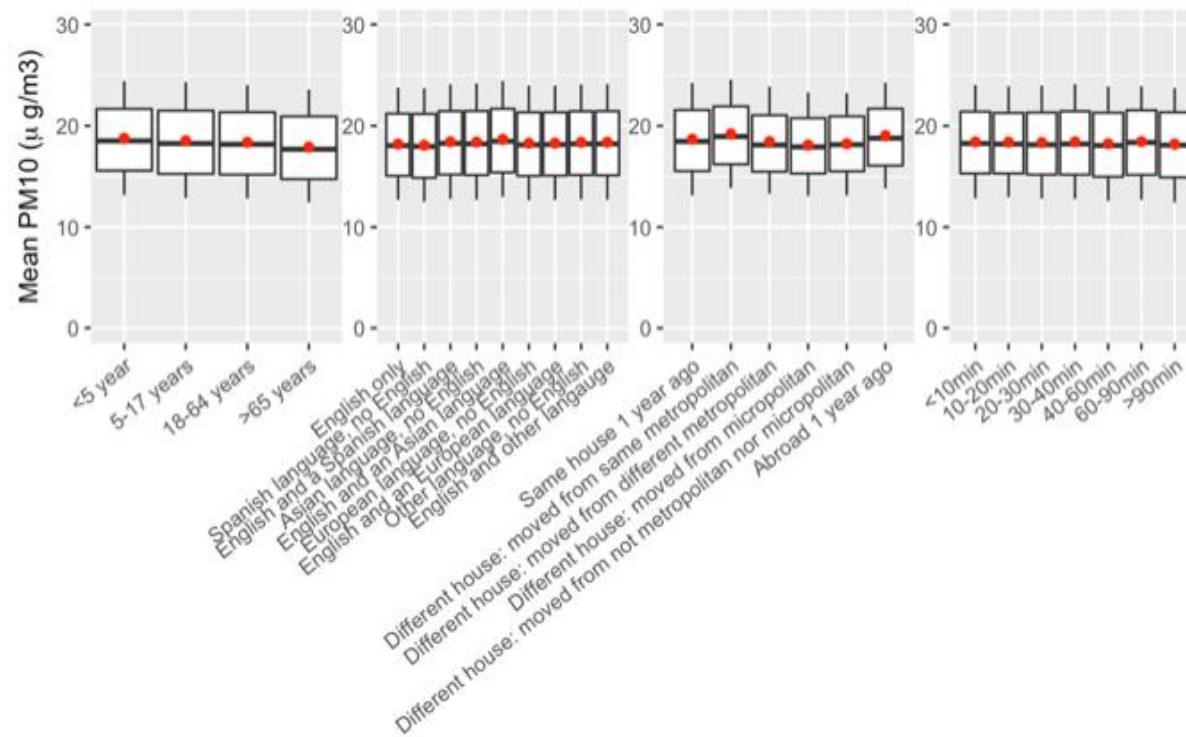 Mean PM10 (μ g/m3)
30
20
10
0
<5 year
5-17 years
18-64 years
>65 years
30
20
10
0
English only
Spanish language, no English
English and a Spanish language
Asian language, no English
English and an Asian language
European language, no English
English and an European language
Other language, no English
English and other langauge
30
20
10
0
Same house 1 year ago
Different house: moved from same metropolitan
Different house: moved from different metropolitan
Different house: moved from micropolitan
Different house: moved from not metropolitan nor micropolitan
Abroad 1 year ago
30
20
10
0
<10min
10-20min
20-30min
30-40min
40-60min
60-90min
>90min